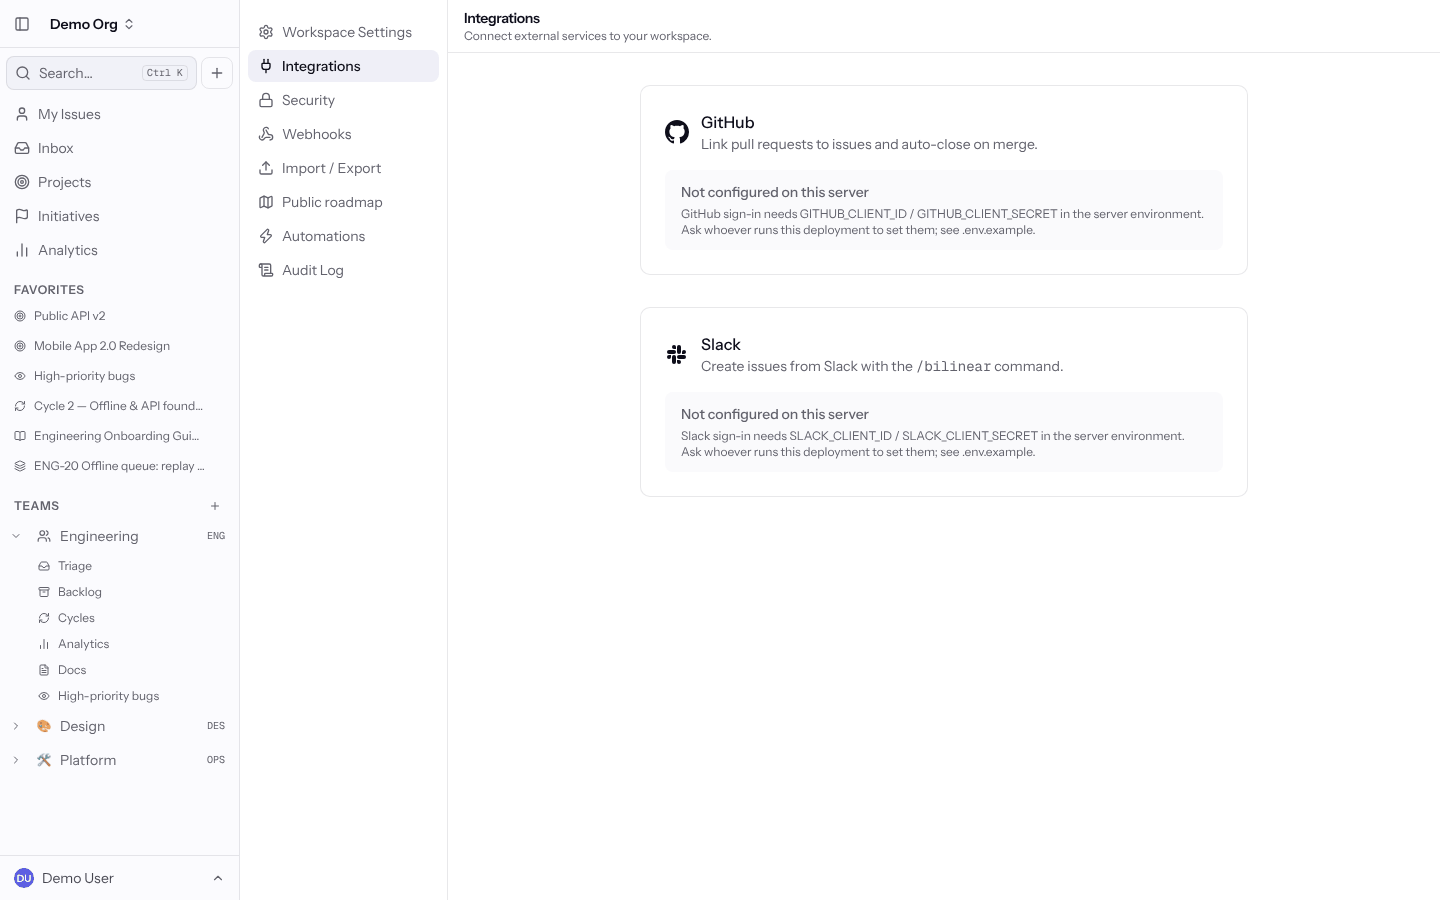 Demo Org
Search...
Ctrl K
My Issues
Inbox
Projects
Initiatives
Analytics
FAVORITES
Public API v2
Mobile App 2.0 Redesign
High-priority bugs
Cycle 2 — Offline & API found...
Engineering Onboarding Gui...
ENG-20 Offline queue: replay ...
TEAMS
Engineering ENG
Triage
Backlog
Cycles
Analytics
Docs
High-priority bugs
Design DES
Platform OPS
DU Demo User
Workspace Settings
Integrations
Security
Webhooks
Import / Export
Public roadmap
Automations
Audit Log
Integrations
Connect external services to your workspace.
GitHub
Link pull requests to issues and auto-close on merge.
Not configured on this server
GitHub sign-in needs GITHUB_CLIENT_ID / GITHUB_CLIENT_SECRET in the server environment.
Ask whoever runs this deployment to set them; see .env.example.
Slack
Create issues from Slack with the /bilinear command.
Not configured on this server
Slack sign-in needs SLACK_CLIENT_ID / SLACK_CLIENT_SECRET in the server environment.
Ask whoever runs this deployment to set them; see .env.example.